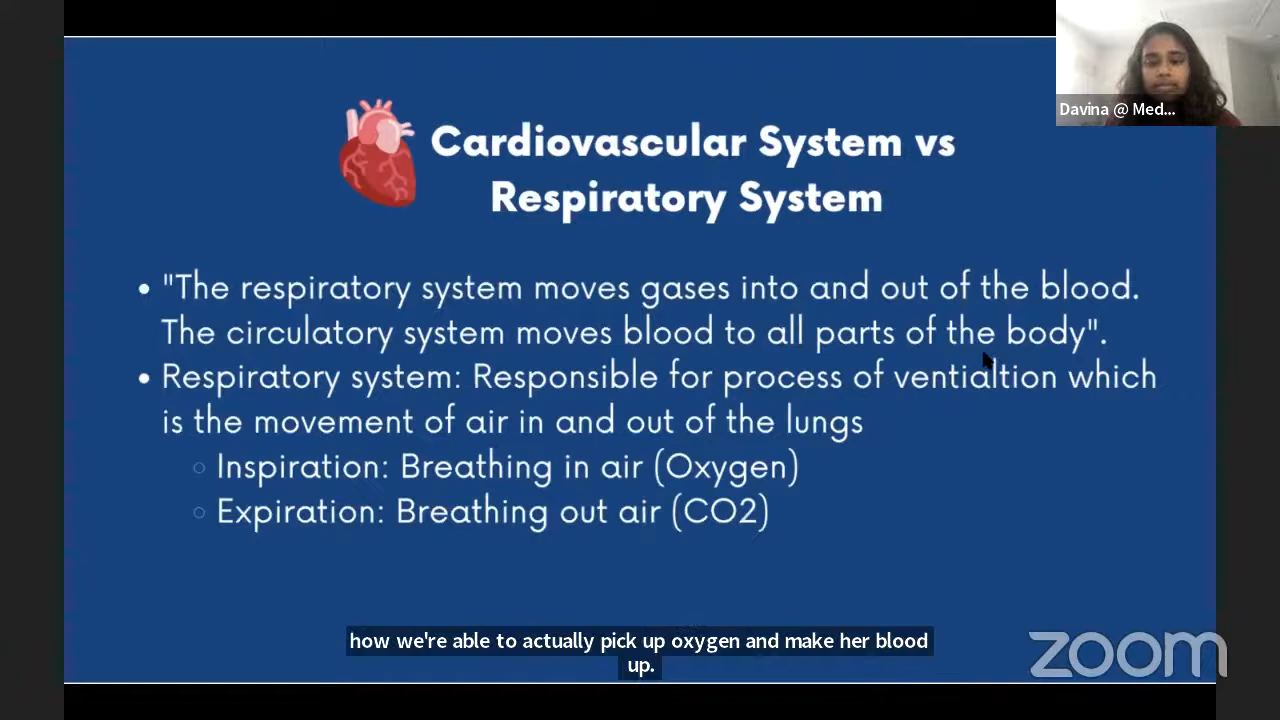 Davina @ Med...
Cardiovascular System vs
Respiratory System
• "The respiratory system moves gases into and out of the blood.
The circulatory system moves blood to all parts of the body".
• Respiratory system: Responsible for process of ventialtion which
is the movement of air in and out of the lungs
○ Inspiration: Breathing in air (Oxygen)
○ Expiration: Breathing out air (CO2)
how we're able to actually pick up oxygen and make her blood
up.
zoom